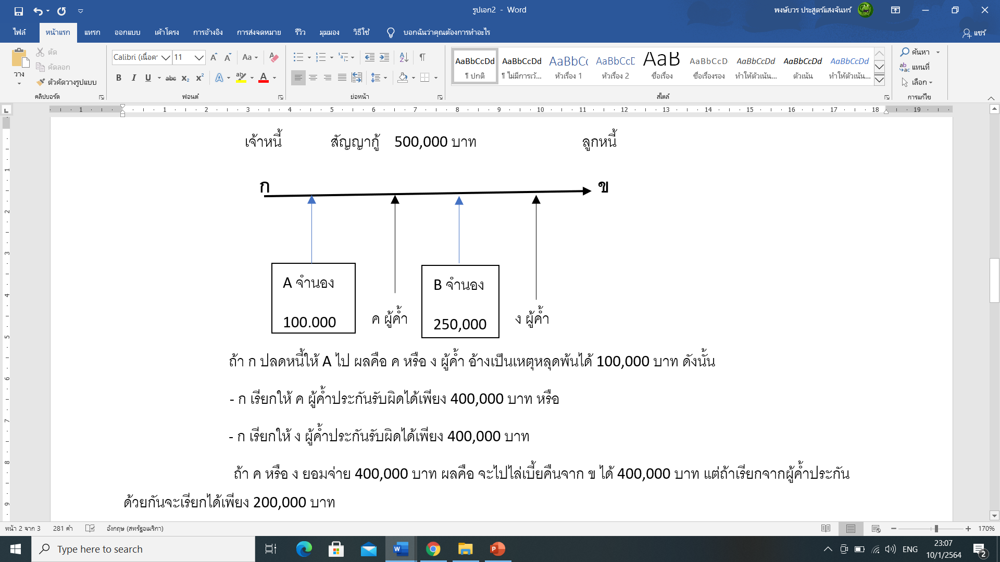 รูปเอก2 - Word
พงษ์บวร ประสูตร์แสงจันทร์
ไฟล์ หน้าแรก แทรก ออกแบบ เค้าโครง การอ้างอิง การส่งจดหมาย รีวิว มุมมอง วิธีใช้ บอกฉันว่าคุณต้องการทำอะไร แชร์
วาง
ตัด
คัดลอก
ตัวคัดวางรูปแบบ
คลิปบอร์ด
Calibri (เนื้อคว 11
ฟอนต์
ย่อหน้า
AaBbCcDd AaBbCcDd AaBbCc AaBbCcE AaB AaBbCcD AaBbCcDd AaBbCcDd AaBbCcDd
¶ ปกติ ¶ ไม่มีการเว้... หัวเรื่อง 1 หัวเรื่อง 2 ชื่อเรื่อง ชื่อเรื่องรอง ทำให้ตัวเน้น... ตัวเน้น ทำให้ตัวเน้น...
สไตล์
ค้นหา
แทนที่
เลือก
การแก้ไข
1 1 2 3 4 5 6 7 8 9 10 11 12 13 14 15 16 17 18 19
เจ้าหนี้ สัญญากู้ 500,000 บาท ลูกหนี้
ก ข
A จำนอง
100.000
ค ผู้ค้ำ
B จำนอง
250,000
ง ผู้ค้ำ
ถ้า ก ปลดหนี้ให้ A ไป ผลคือ ค หรือ ง ผู้ค้ำ อ้างเป็นเหตุหลุดพ้นได้ 100,000 บาท ดังนั้น
- ก เรียกให้ ค ผู้ค้ำประกันรับผิดได้เพียง 400,000 บาท หรือ
- ก เรียกให้ ง ผู้ค้ำประกันรับผิดได้เพียง 400,000 บาท
ถ้า ค หรือ ง ยอมจ่าย 400,000 บาท ผลคือ จะไปไล่เบี้ยคืนจาก ข ได้ 400,000 บาท แต่ถ้าเรียกจากผู้ค้ำประกัน
ด้วยกันจะเรียกได้เพียง 200,000 บาท
หน้า 2 จาก 3 281 คำ อังกฤษ (สหรัฐอเมริกา) 170%
Type here to search
ENG
23:07
10/1/2564
2